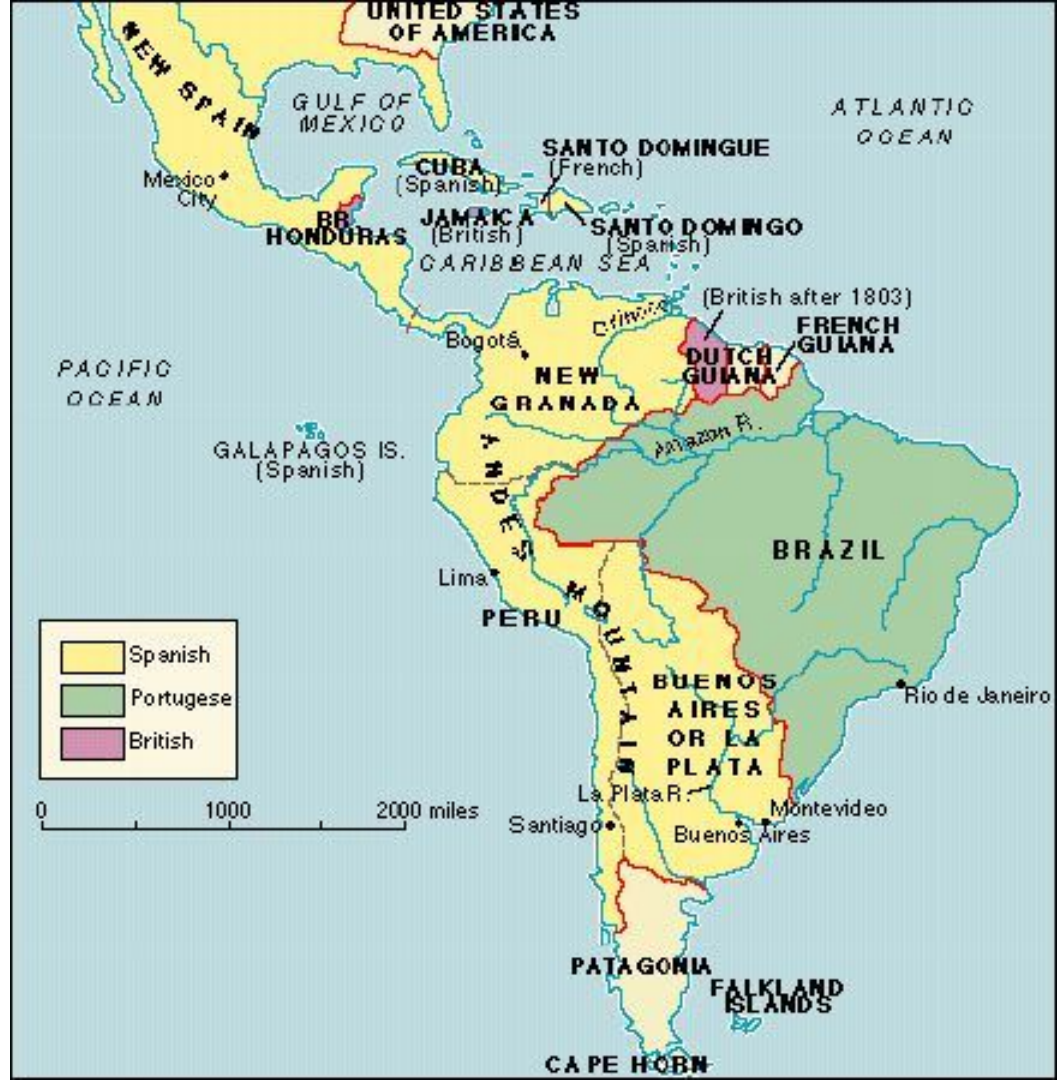 UNITED STATES
OF AMERICA
NEW SPAIN
GULF OF
MEXICO
ATLANTIC
OCEAN
Mexico
City
CUBA
(Spanish)
SANTO DOMINGUE
(French)
BR.
HONDURAS
JAMAICA
(British)
SANTO DOMINGO
(Spanish)
CARIBBEAN SEA
(British after 1803)
Orinoco
FRENCH
GUIANA
Bogotá
DUTCH
GUIANA
PACIFIC
OCEAN
NEW
GRANADA
Amazon R.
GALAPAGOS IS.
(Spanish)
ANDES MOUNTAIN
BRAZIL
Lima
PERU
Spanish
Portugese
British
BUENOS
AIRES
OR LA
PLATA
Rio de Janeiro
La Plata R.
0 1000 2000 miles
Santiago
Montevideo
Buenos Aires
PATAGONIA
FALKLAND
ISLANDS
CAPE HORN